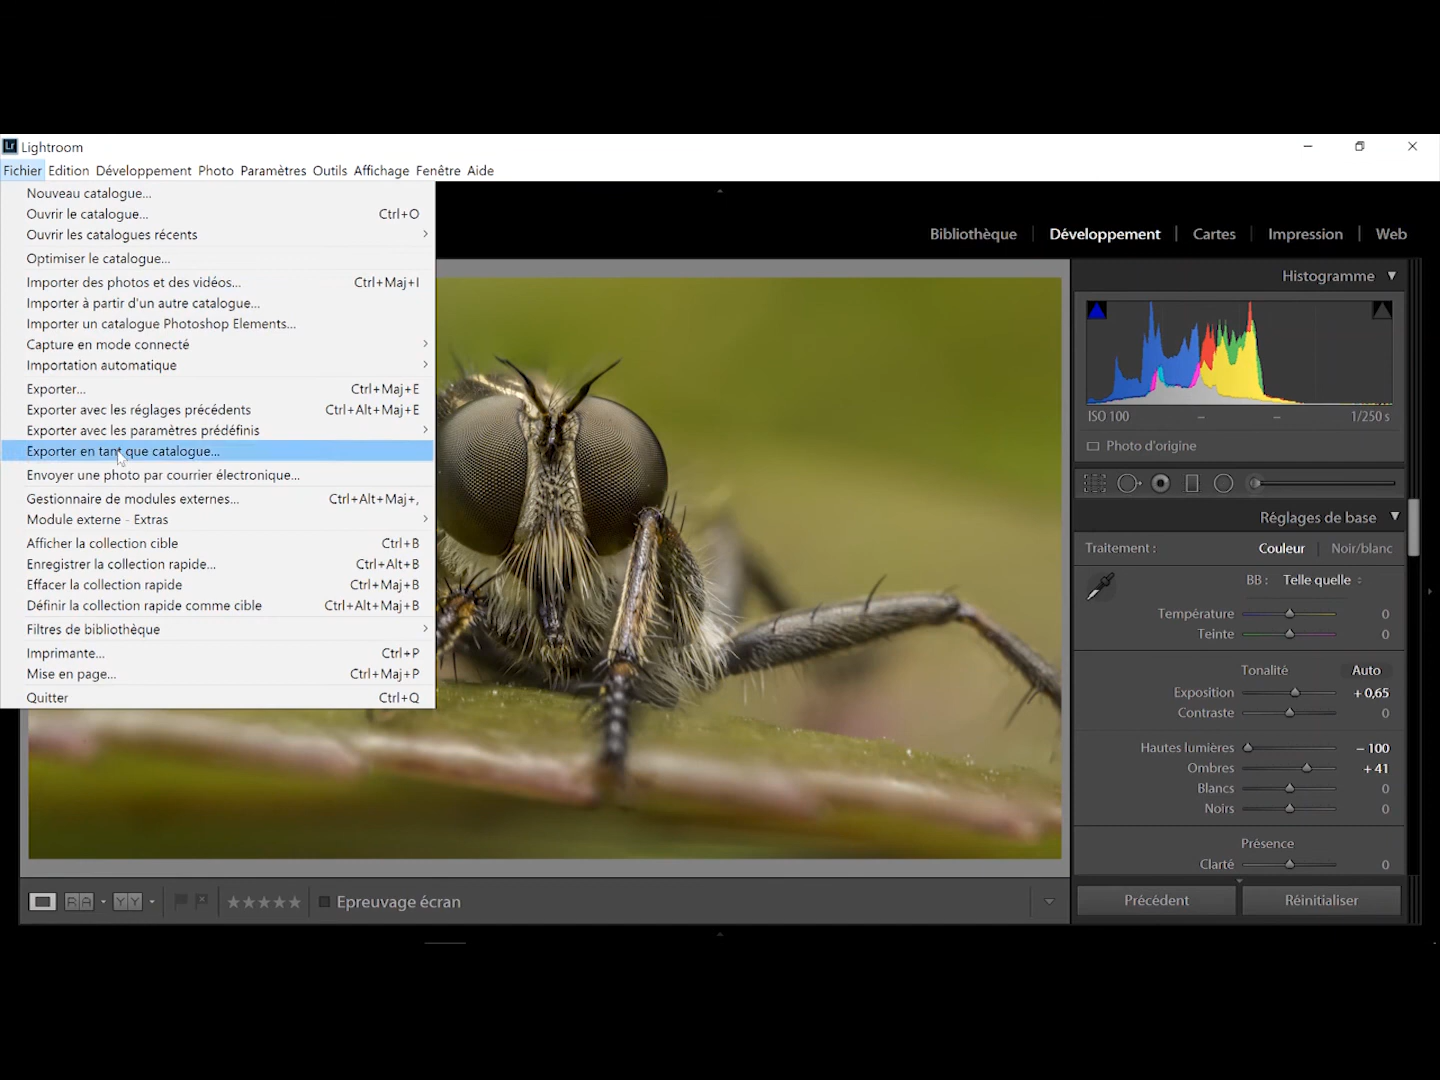 Lr Lightroom
Fichier Edition Développement Photo Paramètres Outils Affichage Fenêtre Aide
Nouveau catalogue...
Ouvrir le catalogue... Ctrl+O
Ouvrir les catalogues récents
Optimiser le catalogue...
Importer des photos et des vidéos... Ctrl+Maj+I
Importer à partir d'un autre catalogue...
Importer un catalogue Photoshop Elements...
Capture en mode connecté
Importation automatique
Exporter... Ctrl+Maj+E
Exporter avec les réglages précédents Ctrl+Alt+Maj+E
Exporter avec les paramètres prédéfinis
Exporter en tant que catalogue...
Envoyer une photo par courrier électronique...
Gestionnaire de modules externes... Ctrl+Alt+Maj+,
Module externe - Extras
Afficher la collection cible Ctrl+B
Enregistrer la collection rapide... Ctrl+Alt+B
Effacer la collection rapide Ctrl+Maj+B
Définir la collection rapide comme cible Ctrl+Alt+Maj+B
Filtres de bibliothèque
Imprimante... Ctrl+P
Mise en page... Ctrl+Maj+P
Quitter Ctrl+Q
Bibliothèque | Développement | Cartes | Impression | Web
Histogramme
ISO 100 – – 1/250 s
Photo d'origine
Réglages de base
Traitement : Couleur | Noir/blanc
BB : Telle quelle
Température 0
Teinte 0
Tonalité Auto
Exposition + 0,65
Contraste 0
Hautes lumières – 100
Ombres + 41
Blancs 0
Noirs 0
Présence
Clarté 0
Précédent Réinitialiser
R A Y Y Epreuvage écran